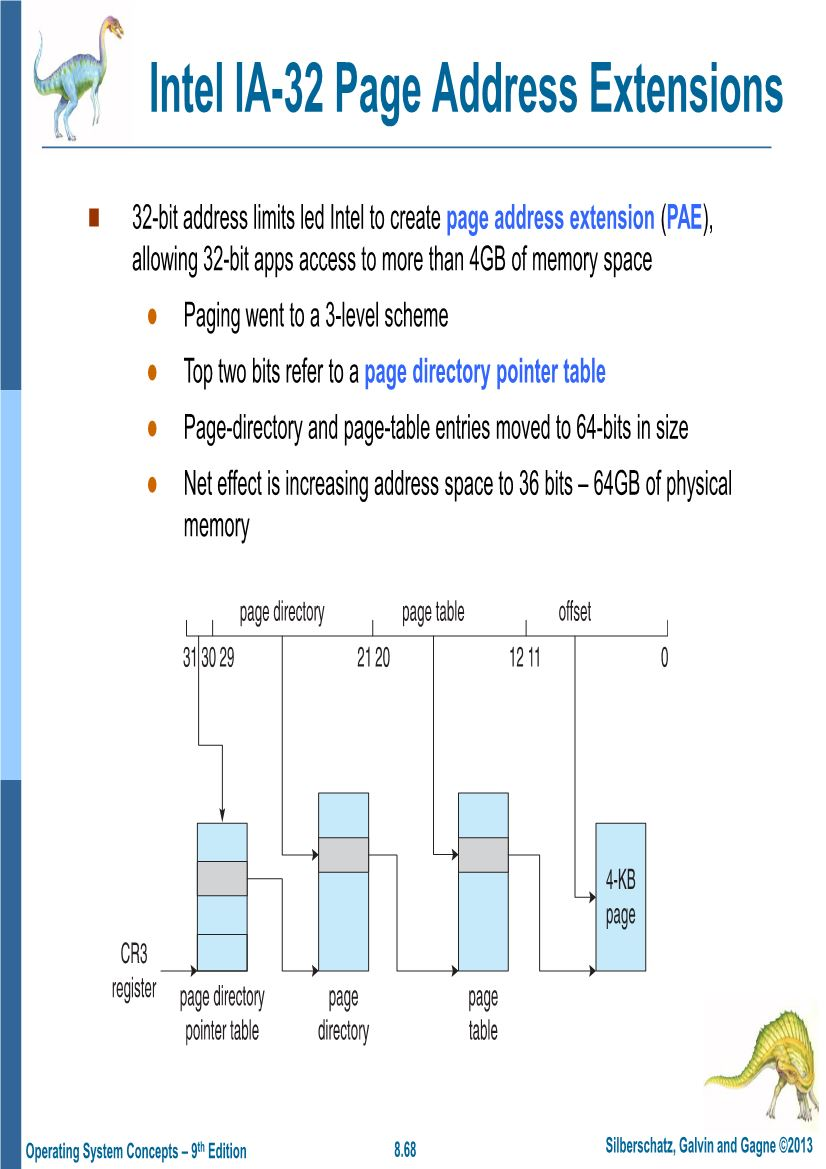 Intel IA-32 Page Address Extensions
32-bit address limits led Intel to create page address extension (PAE),
allowing 32-bit apps access to more than 4GB of memory space
Paging went to a 3-level scheme
Top two bits refer to a page directory pointer table
Page-directory and page-table entries moved to 64-bits in size
Net effect is increasing address space to 36 bits – 64GB of physical
memory
page directory page table offset
31 30 29 21 20 12 11 0
4-KB
page
CR3
register
page directory
pointer table
page
directory
page
table
Operating System Concepts – 9th Edition
8.68
Silberschatz, Galvin and Gagne ©2013